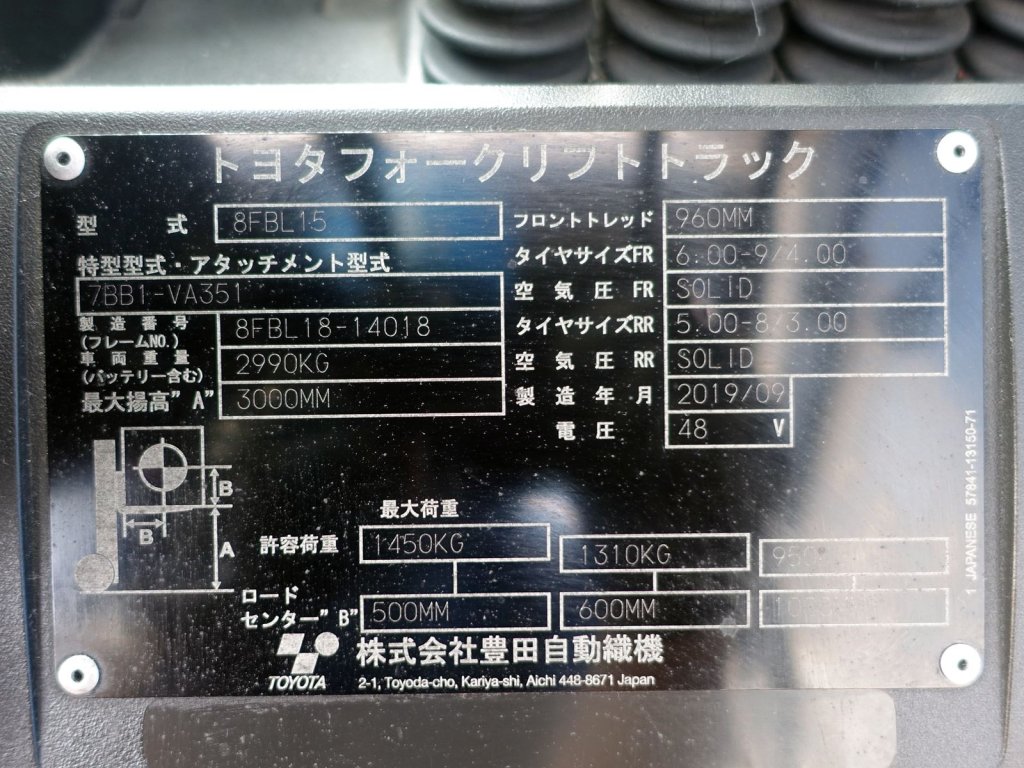 トヨタフォークリフトトラック
型式 8FBL15
特型型式・アタッチメント型式
7BB1-VA351
製造番号
(フレームNO.) 8FBL18-14018
車両重量
(バッテリー含む) 2990KG
最大揚高"A" 3000MM
フロントトレッド 960MM
タイヤサイズFR 6.00-9/4.00
空気圧 FR SOLID
タイヤサイズRR 5.00-8/3.00
空気圧 RR SOLID
製造年月 2019/09
電圧 48 V
B
B
A
最大荷重
許容荷重 1450KG 1310KG
ロード
センター"B" 500MM 600MM
TOYOTA
株式会社豊田自動織機
2-1, Toyoda-cho, Kariya-shi, Aichi 448-8671 Japan
1 JAPANESE 57841-13150-71